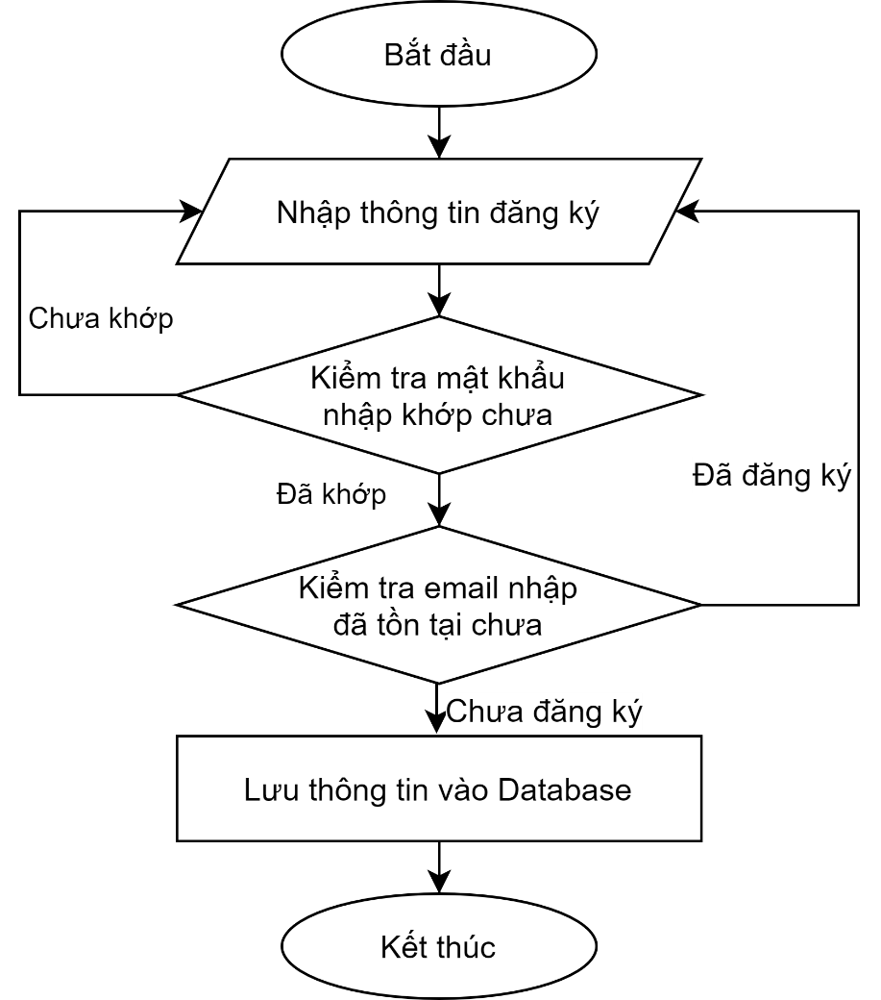 Bắt đầu
Nhập thông tin đăng ký
Chưa khớp
Kiểm tra mật khẩu
nhập khớp chưa
Đã đăng ký
Đã khớp
Kiểm tra email nhập
đã tồn tại chưa
Chưa đăng ký
Lưu thông tin vào Database
Kết thúc